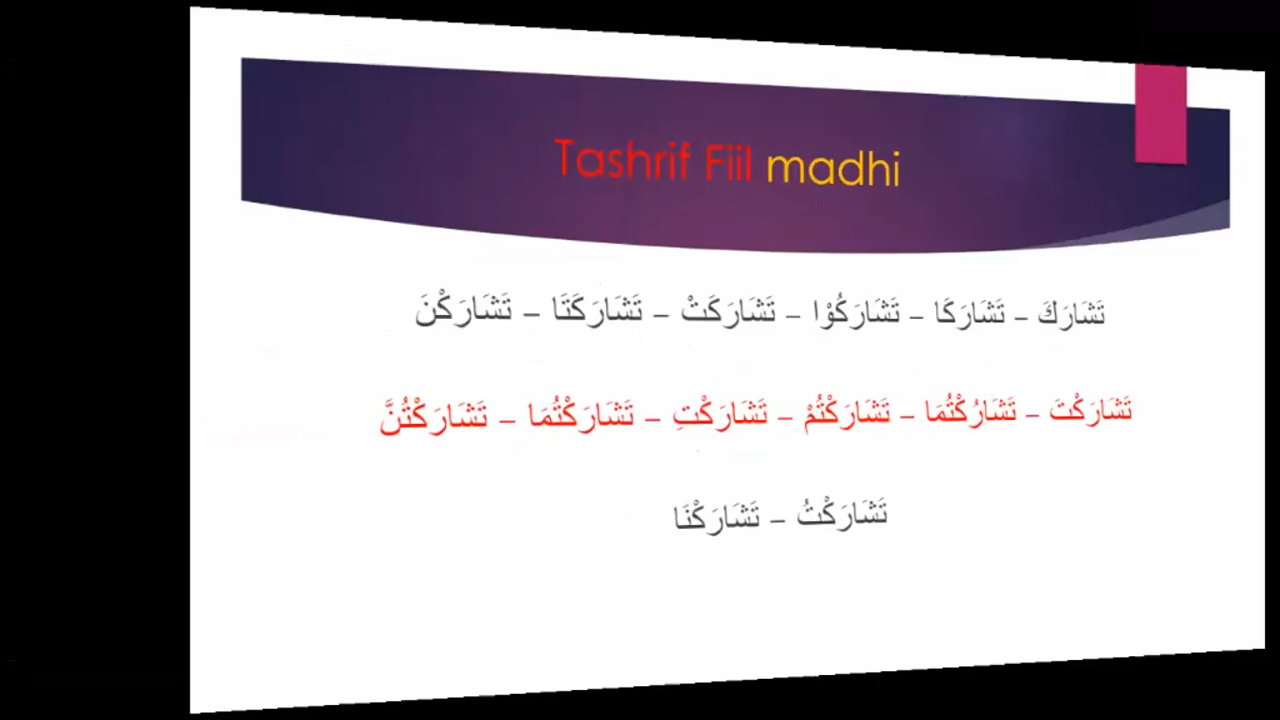 Tashrif Fiil madhi
تَشَارَكَ – تَشَارَكَا – تَشَارَكُوْا – تَشَارَكَتْ – تَشَارَكَتَا – تَشَارَكْنَ
تَشَارَكْتَ – تَشَارُكْتُمَا – تَشَارَكْتُمْ – تَشَارَكْتِ – تَشَارَكْتُمَا – تَشَارَكْتُنَّ
تَشَارَكْتُ – تَشَارَكْنَا